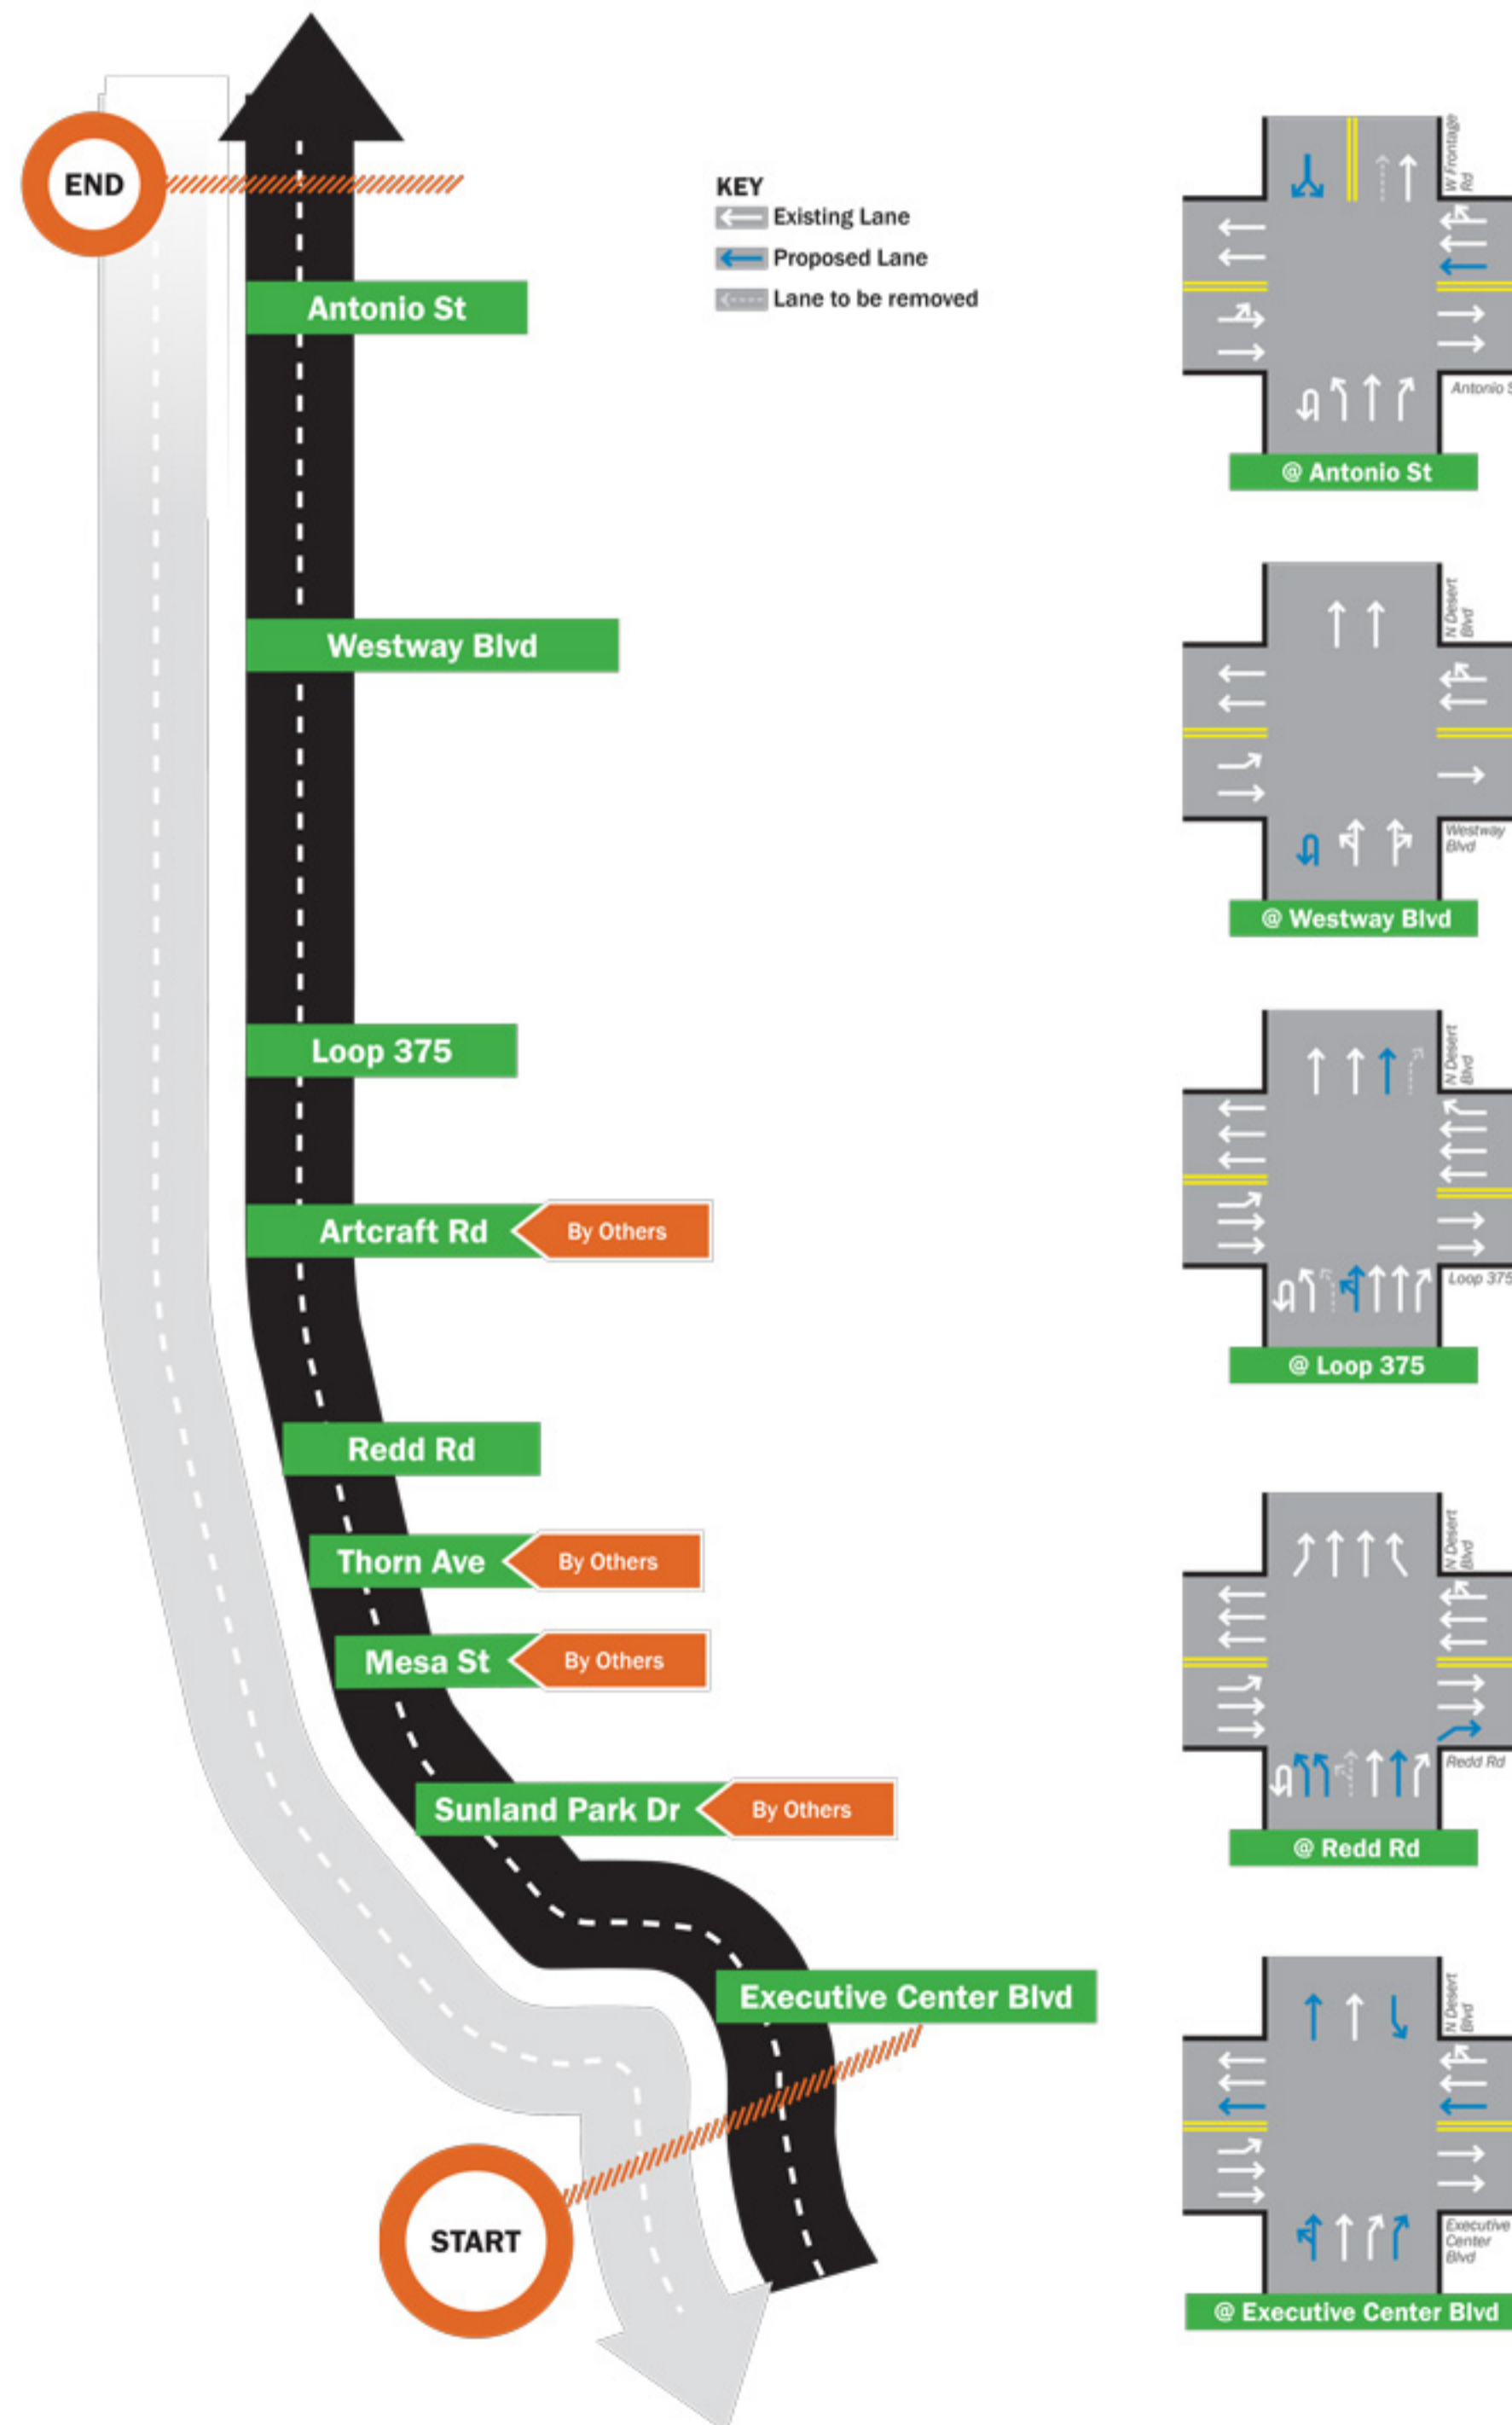 END
KEY
Existing Lane
Proposed Lane
Lane to be removed
Antonio St
Westway Blvd
Loop 375
Artcraft Rd
By Others
Redd Rd
Thorn Ave
By Others
Mesa St
By Others
Sunland Park Dr
By Others
Executive Center Blvd
START
W Frontage
Rd
Antonio S
@ Antonio St
N Desert
Blvd
Westway
Blvd
@ Westway Blvd
N Desert
Blvd
Loop 375
@ Loop 375
N Desert
Blvd
Redd Rd
@ Redd Rd
N Desert
Blvd
Executive
Center
Blvd
@ Executive Center Blvd